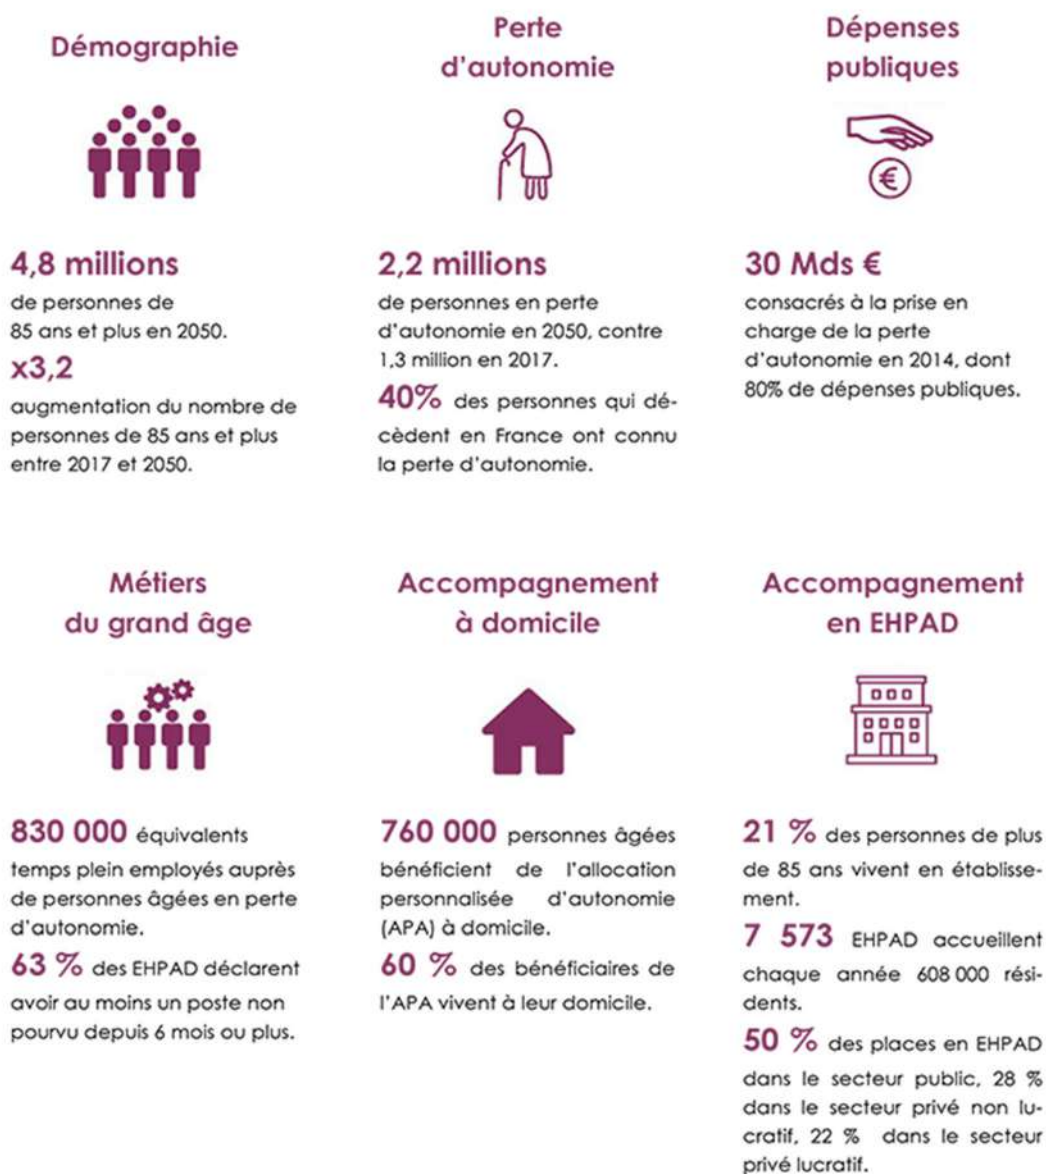 Démographie
4,8 millions
de personnes de
85 ans et plus en 2050.
x3,2
augmentation du nombre de
personnes de 85 ans et plus
entre 2017 et 2050.
Perte
d'autonomie
2,2 millions
de personnes en perte
d'autonomie en 2050, contre
1,3 million en 2017.
40% des personnes qui dé-
cèdent en France ont connu
la perte d'autonomie.
Dépenses
publiques
€
30 Mds €
consacrés à la prise en
charge de la perte
d'autonomie en 2014, dont
80% de dépenses publiques.
Métiers
du grand âge
830 000 équivalents
temps plein employés auprès
de personnes âgées en perte
d'autonomie.
63 % des EHPAD déclarent
avoir au moins un poste non
pourvu depuis 6 mois ou plus.
Accompagnement
à domicile
760 000 personnes âgées
bénéficient de l'allocation
personnalisée d'autonomie
(APA) à domicile.
60 % des bénéficiaires de
l'APA vivent à leur domicile.
Accompagnement
en EHPAD
21 % des personnes de plus
de 85 ans vivent en établisse-
ment.
7 573 EHPAD accueillent
chaque année 608 000 rési-
dents.
50 % des places en EHPAD
dans le secteur public, 28 %
dans le secteur privé non lu-
cratif, 22 % dans le secteur
privé lucratif.